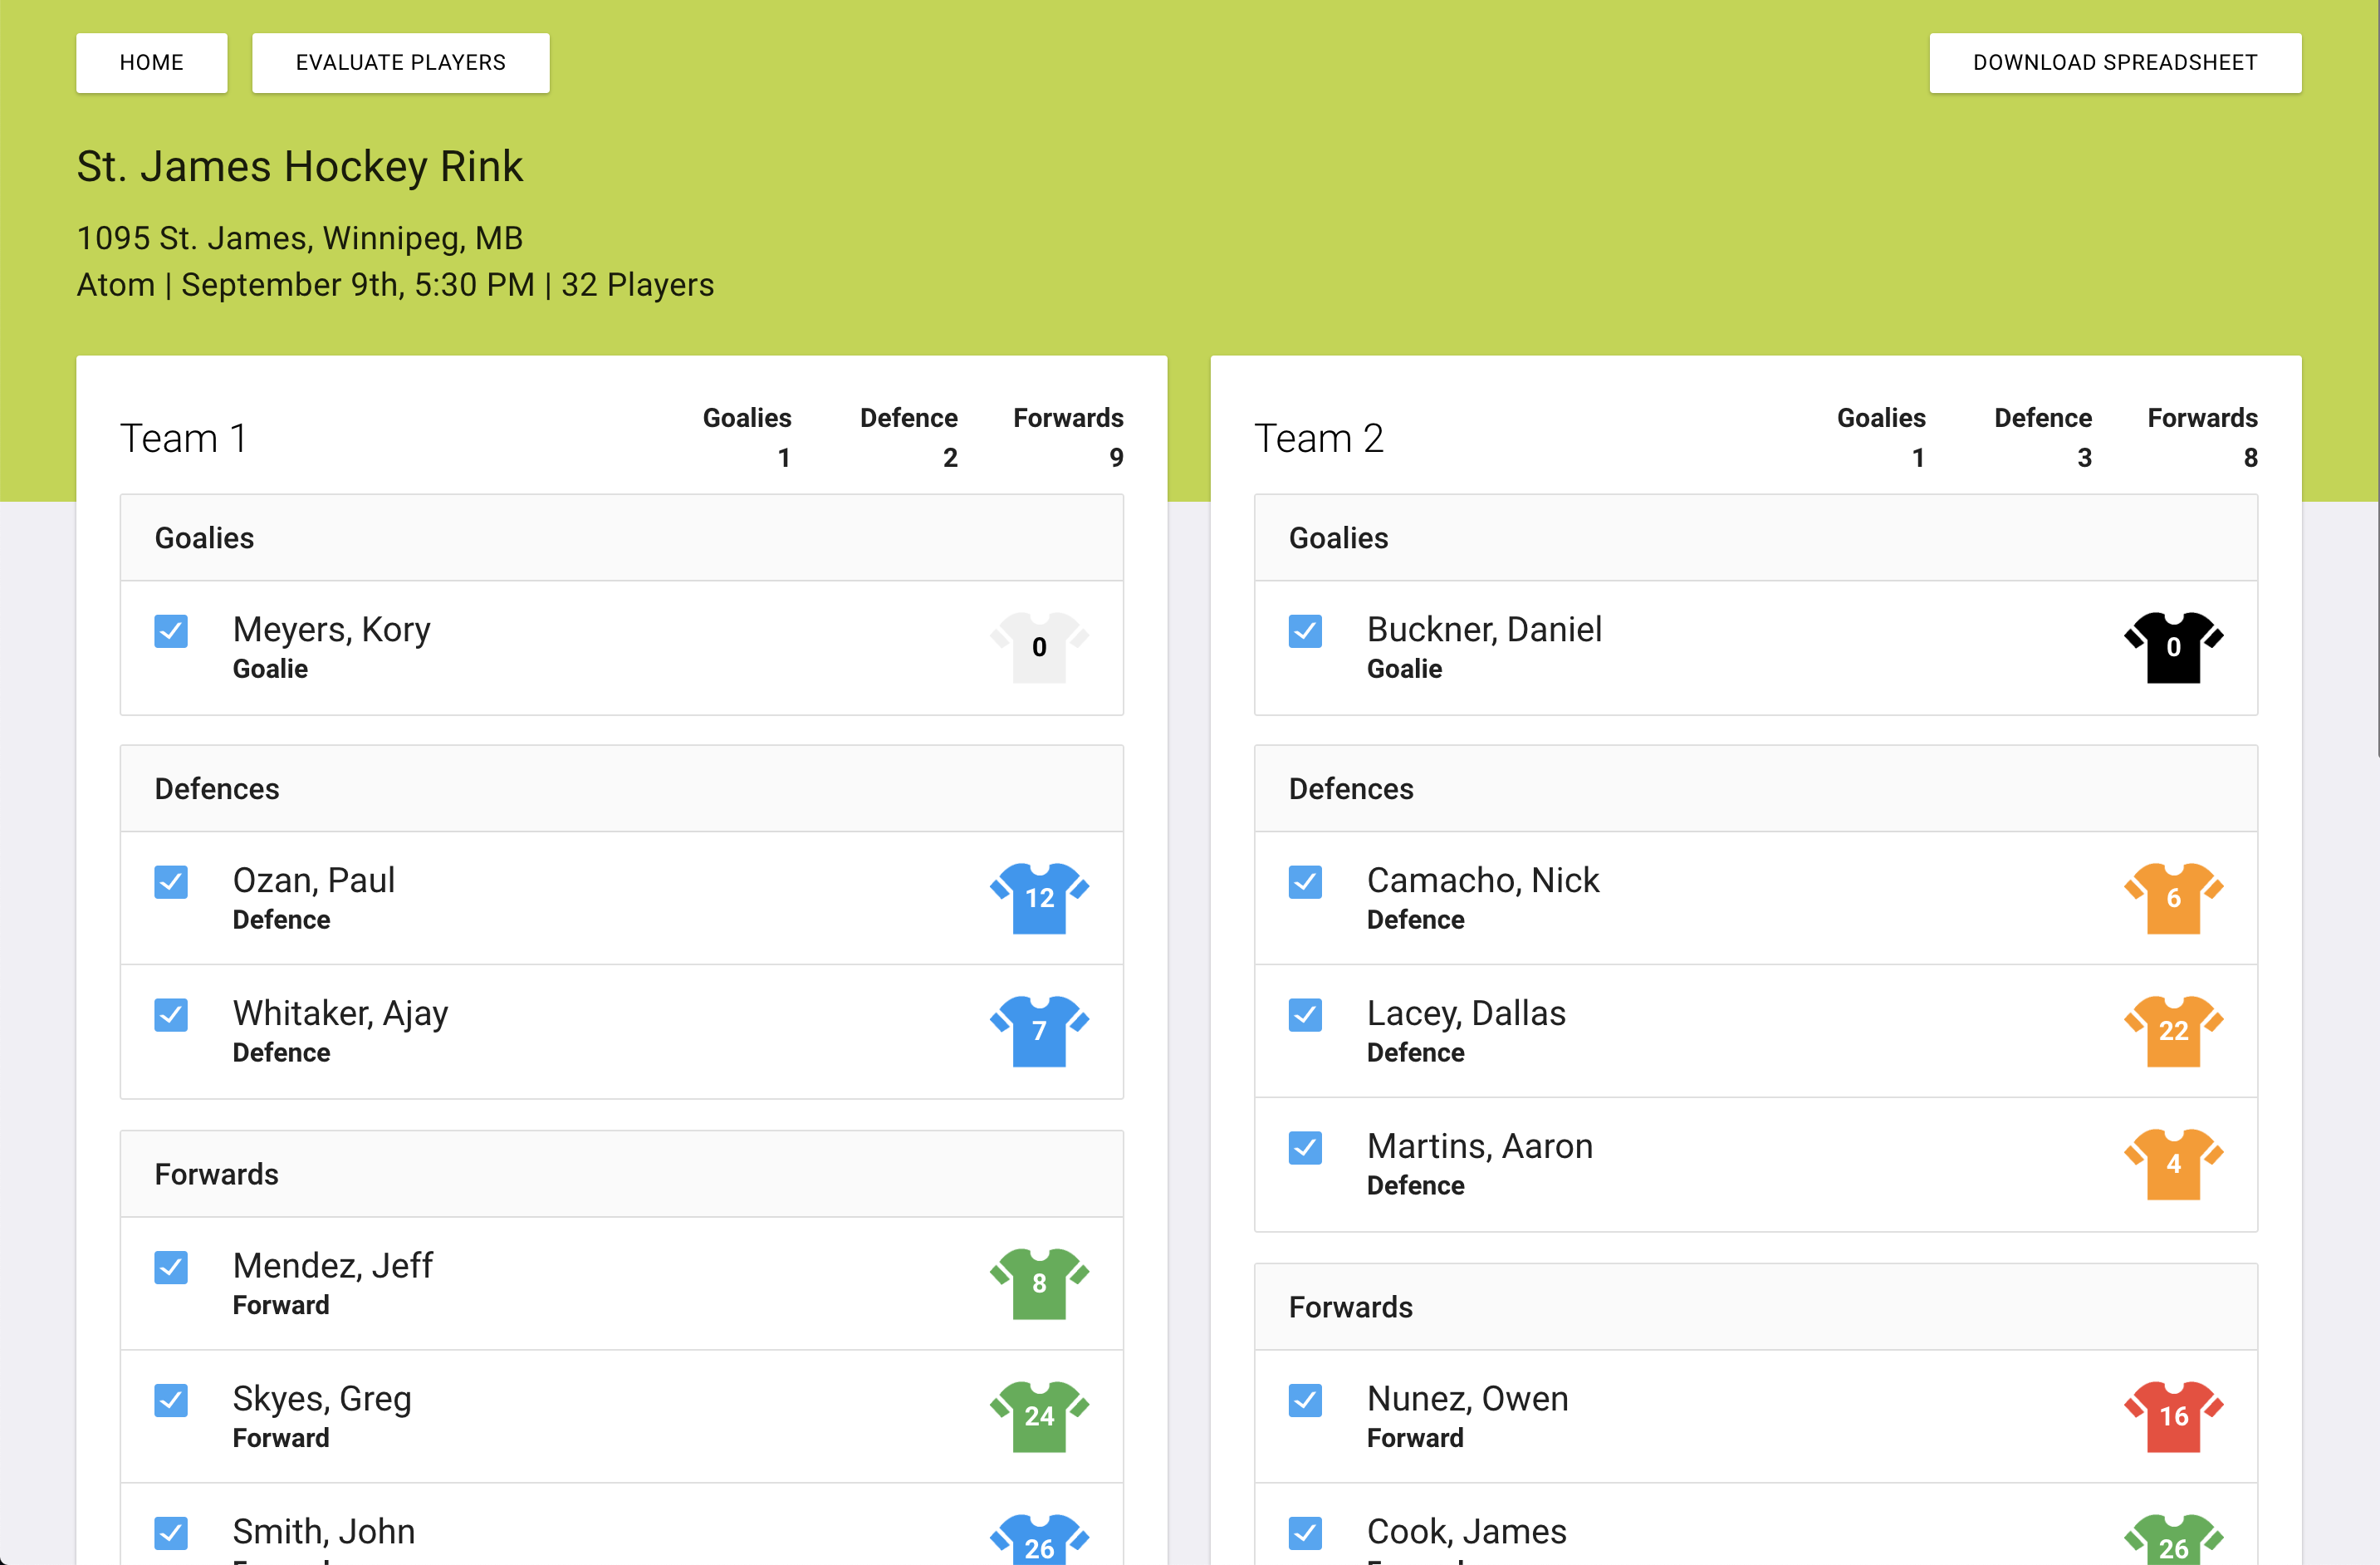 HOME
EVALUATE PLAYERS
DOWNLOAD SPREADSHEET
St. James Hockey Rink
1095 St. James, Winnipeg, MB
Atom | September 9th, 5:30 PM | 32 Players
Team 1
Goalies Defence Forwards
1 2 9
Goalies
Meyers, Kory
Goalie
0
Defences
Ozan, Paul
Defence
12
Whitaker, Ajay
Defence
7
Forwards
Mendez, Jeff
Forward
8
Skyes, Greg
Forward
24
Smith, John
26
Team 2
Goalies Defence Forwards
1 3 8
Goalies
Buckner, Daniel
Goalie
0
Defences
Camacho, Nick
Defence
6
Lacey, Dallas
Defence
22
Martins, Aaron
Defence
4
Forwards
Nunez, Owen
Forward
16
Cook, James
26